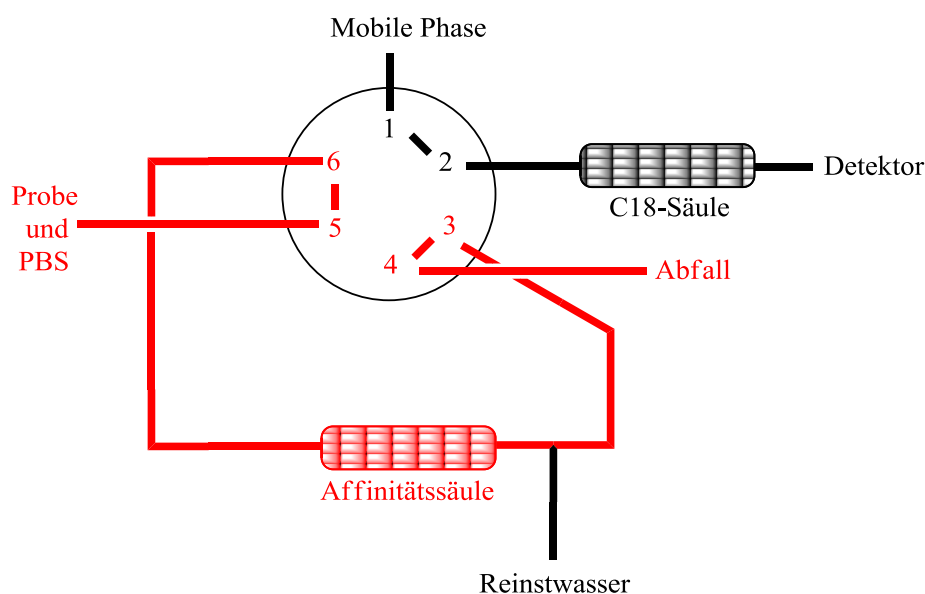 Mobile Phase
1
2
6
Probe
und
PBS
5
3
4
Detektor
C18-Säule
Abfall
Affinitätssäule
Reinstwasser